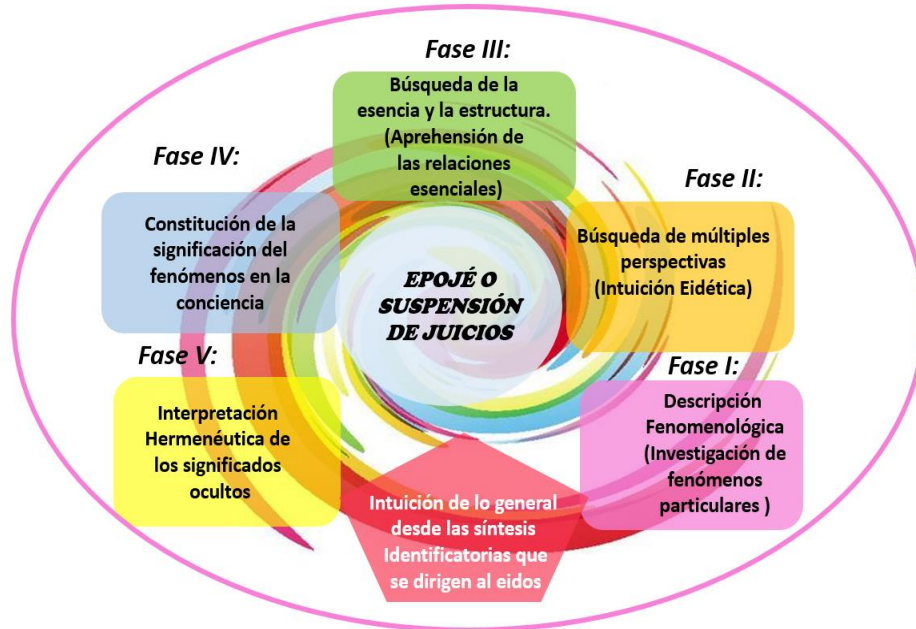 Fase III:
Búsqueda de la
esencia y la estructura.
(Aprehensión de
las relaciones
esenciales)
Fase IV:
Constitución de la
significación del
fenómenos en la
conciencia
Fase II:
Búsqueda de múltiples
perspectivas
(Intuición Eidética)
EPOJÉ O
SUSPENSIÓN
DE JUICIOS
Fase V:
Interpretación
Hermenéutica de
los significados
ocultos
Fase I:
Descripción
Fenomenológica
(Investigación de
fenómenos
particulares )
Intuición de lo general
desde las síntesis
Identificatorias que
se dirigen al eidos